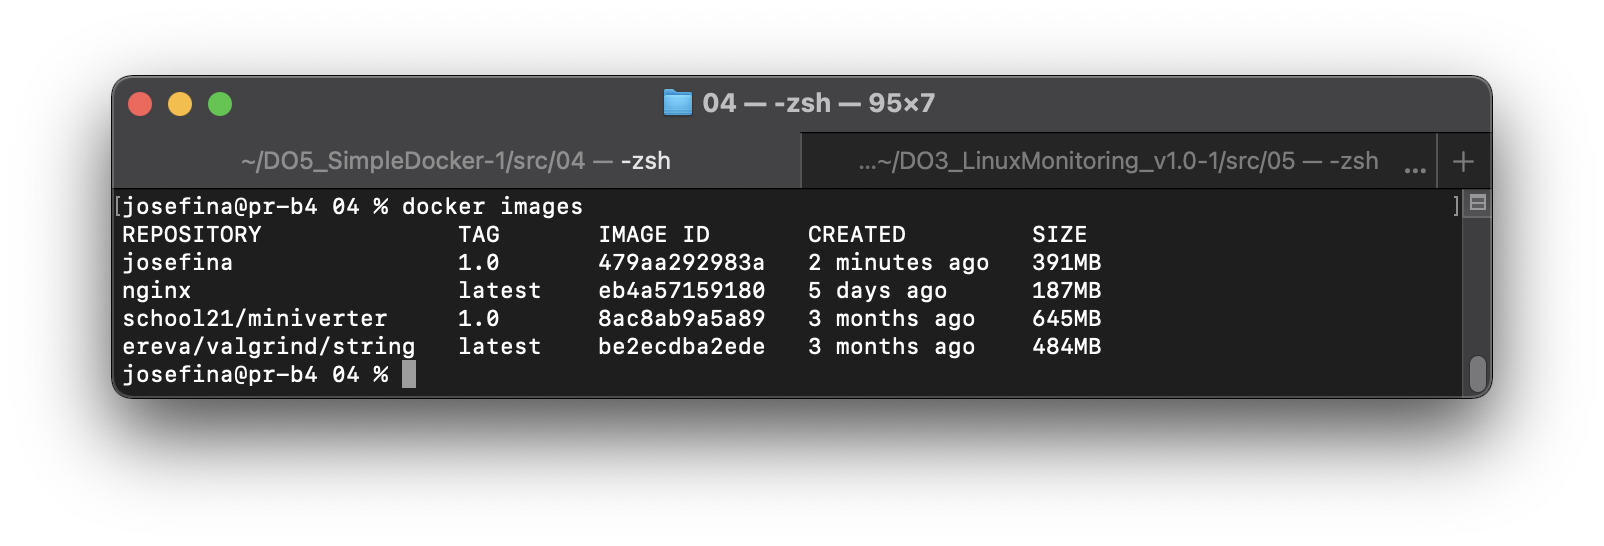 04 — -zsh — 95×7
~/DO5_SimpleDocker-1/src/04 — -zsh
...~/DO3_LinuxMonitoring_v1.0-1/src/05 — -zsh ...
[josefina@pr-b4 04 % docker images ]
REPOSITORY TAG IMAGE ID CREATED SIZE
josefina 1.0 479aa292983a 2 minutes ago 391MB
nginx latest eb4a57159180 5 days ago 187MB
school21/miniverter 1.0 8ac8ab9a5a89 3 months ago 645MB
ereva/valgrind/string latest be2ecdba2ede 3 months ago 484MB
josefina@pr-b4 04 %